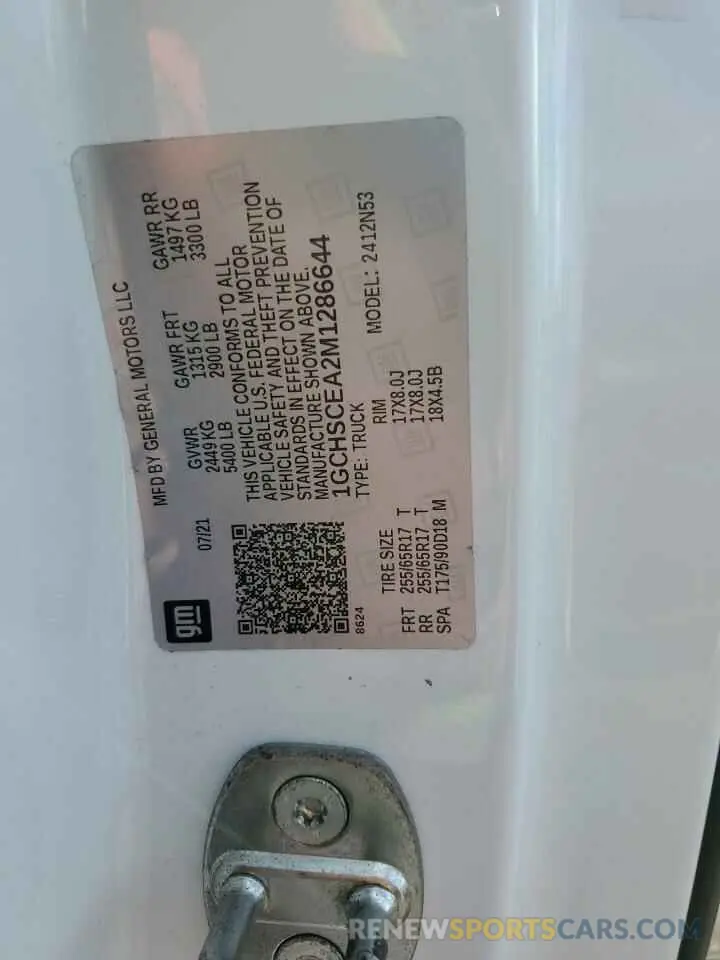 MFD BY GENERAL MOTORS LLC
07/21
GVWR GAWR FRT GAWR RR
2449 KG 1315 KG 1497 KG
5400 LB 2900 LB 3300 LB
THIS VEHICLE CONFORMS TO ALL
APPLICABLE U.S. FEDERAL MOTOR
VEHICLE SAFETY AND THEFT PREVENTION
STANDARDS IN EFFECT ON THE DATE OF
MANUFACTURE SHOWN ABOVE.
1GCHSCEA2M1286644
8624 TYPE: TRUCK MODEL: 2412N53
TIRE SIZE RIM
FRT 255/65R17 T 17X8.0J
RR 255/65R17 T 17X8.0J
SPA T175/90D18 M 18X4.5B
gm
RENEWSPORTSCARS.COM